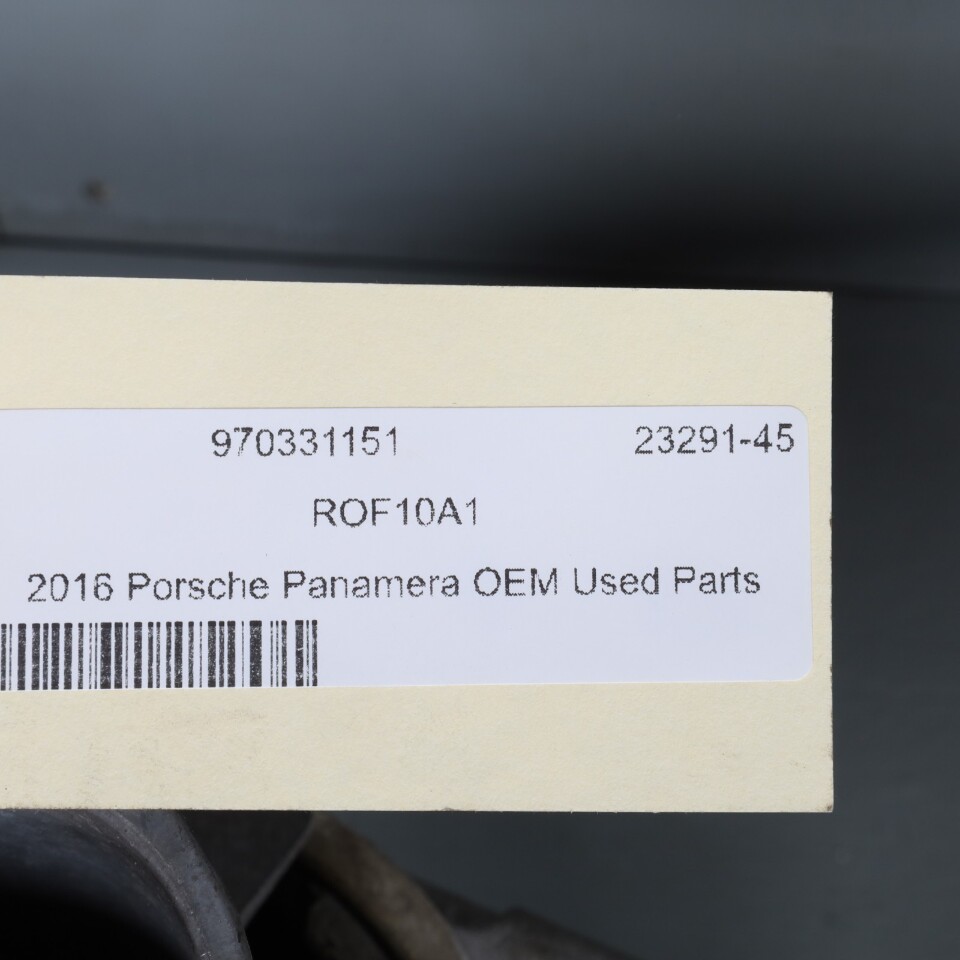 970331151 23291-45
ROF10A1
2016 Porsche Panamera OEM Used Parts